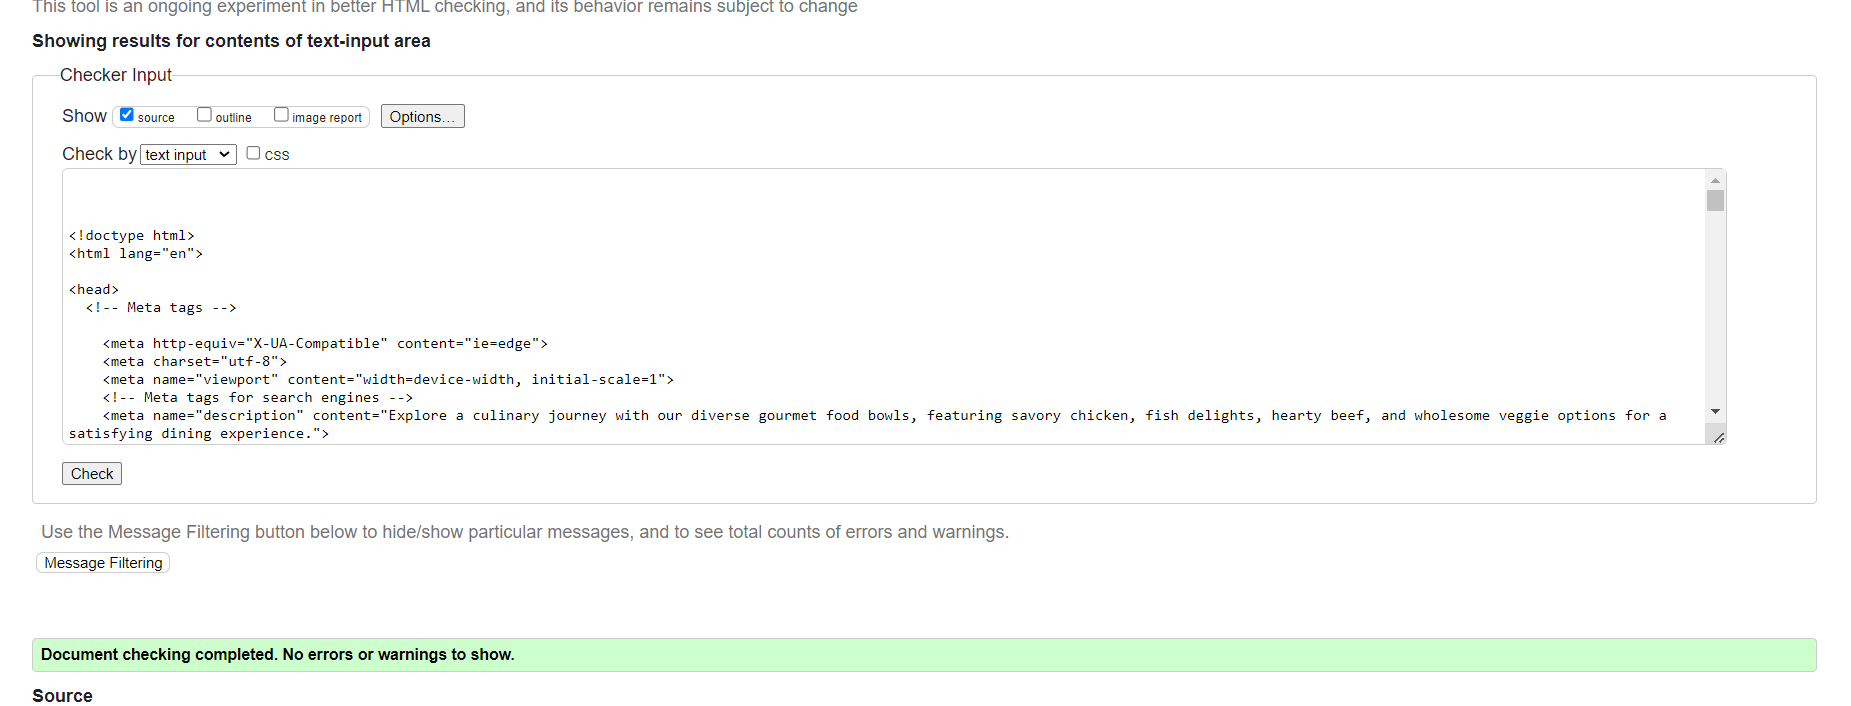 This tool is an ongoing experiment in better HTML checking, and its behavior remains subject to change
Showing results for contents of text-input area
Checker Input
Show source outline image report Options...
Check by text input css
<!doctype html>
<html lang="en">
<head>
<!-- Meta tags -->
<meta http-equiv="X-UA-Compatible" content="ie=edge">
<meta charset="utf-8">
<meta name="viewport" content="width=device-width, initial-scale=1">
<!-- Meta tags for search engines -->
<meta name="description" content="Explore a culinary journey with our diverse gourmet food bowls, featuring savory chicken, fish delights, hearty beef, and wholesome veggie options for a
satisfying dining experience.">
Check
Use the Message Filtering button below to hide/show particular messages, and to see total counts of errors and warnings.
Message Filtering
Document checking completed. No errors or warnings to show.
Source